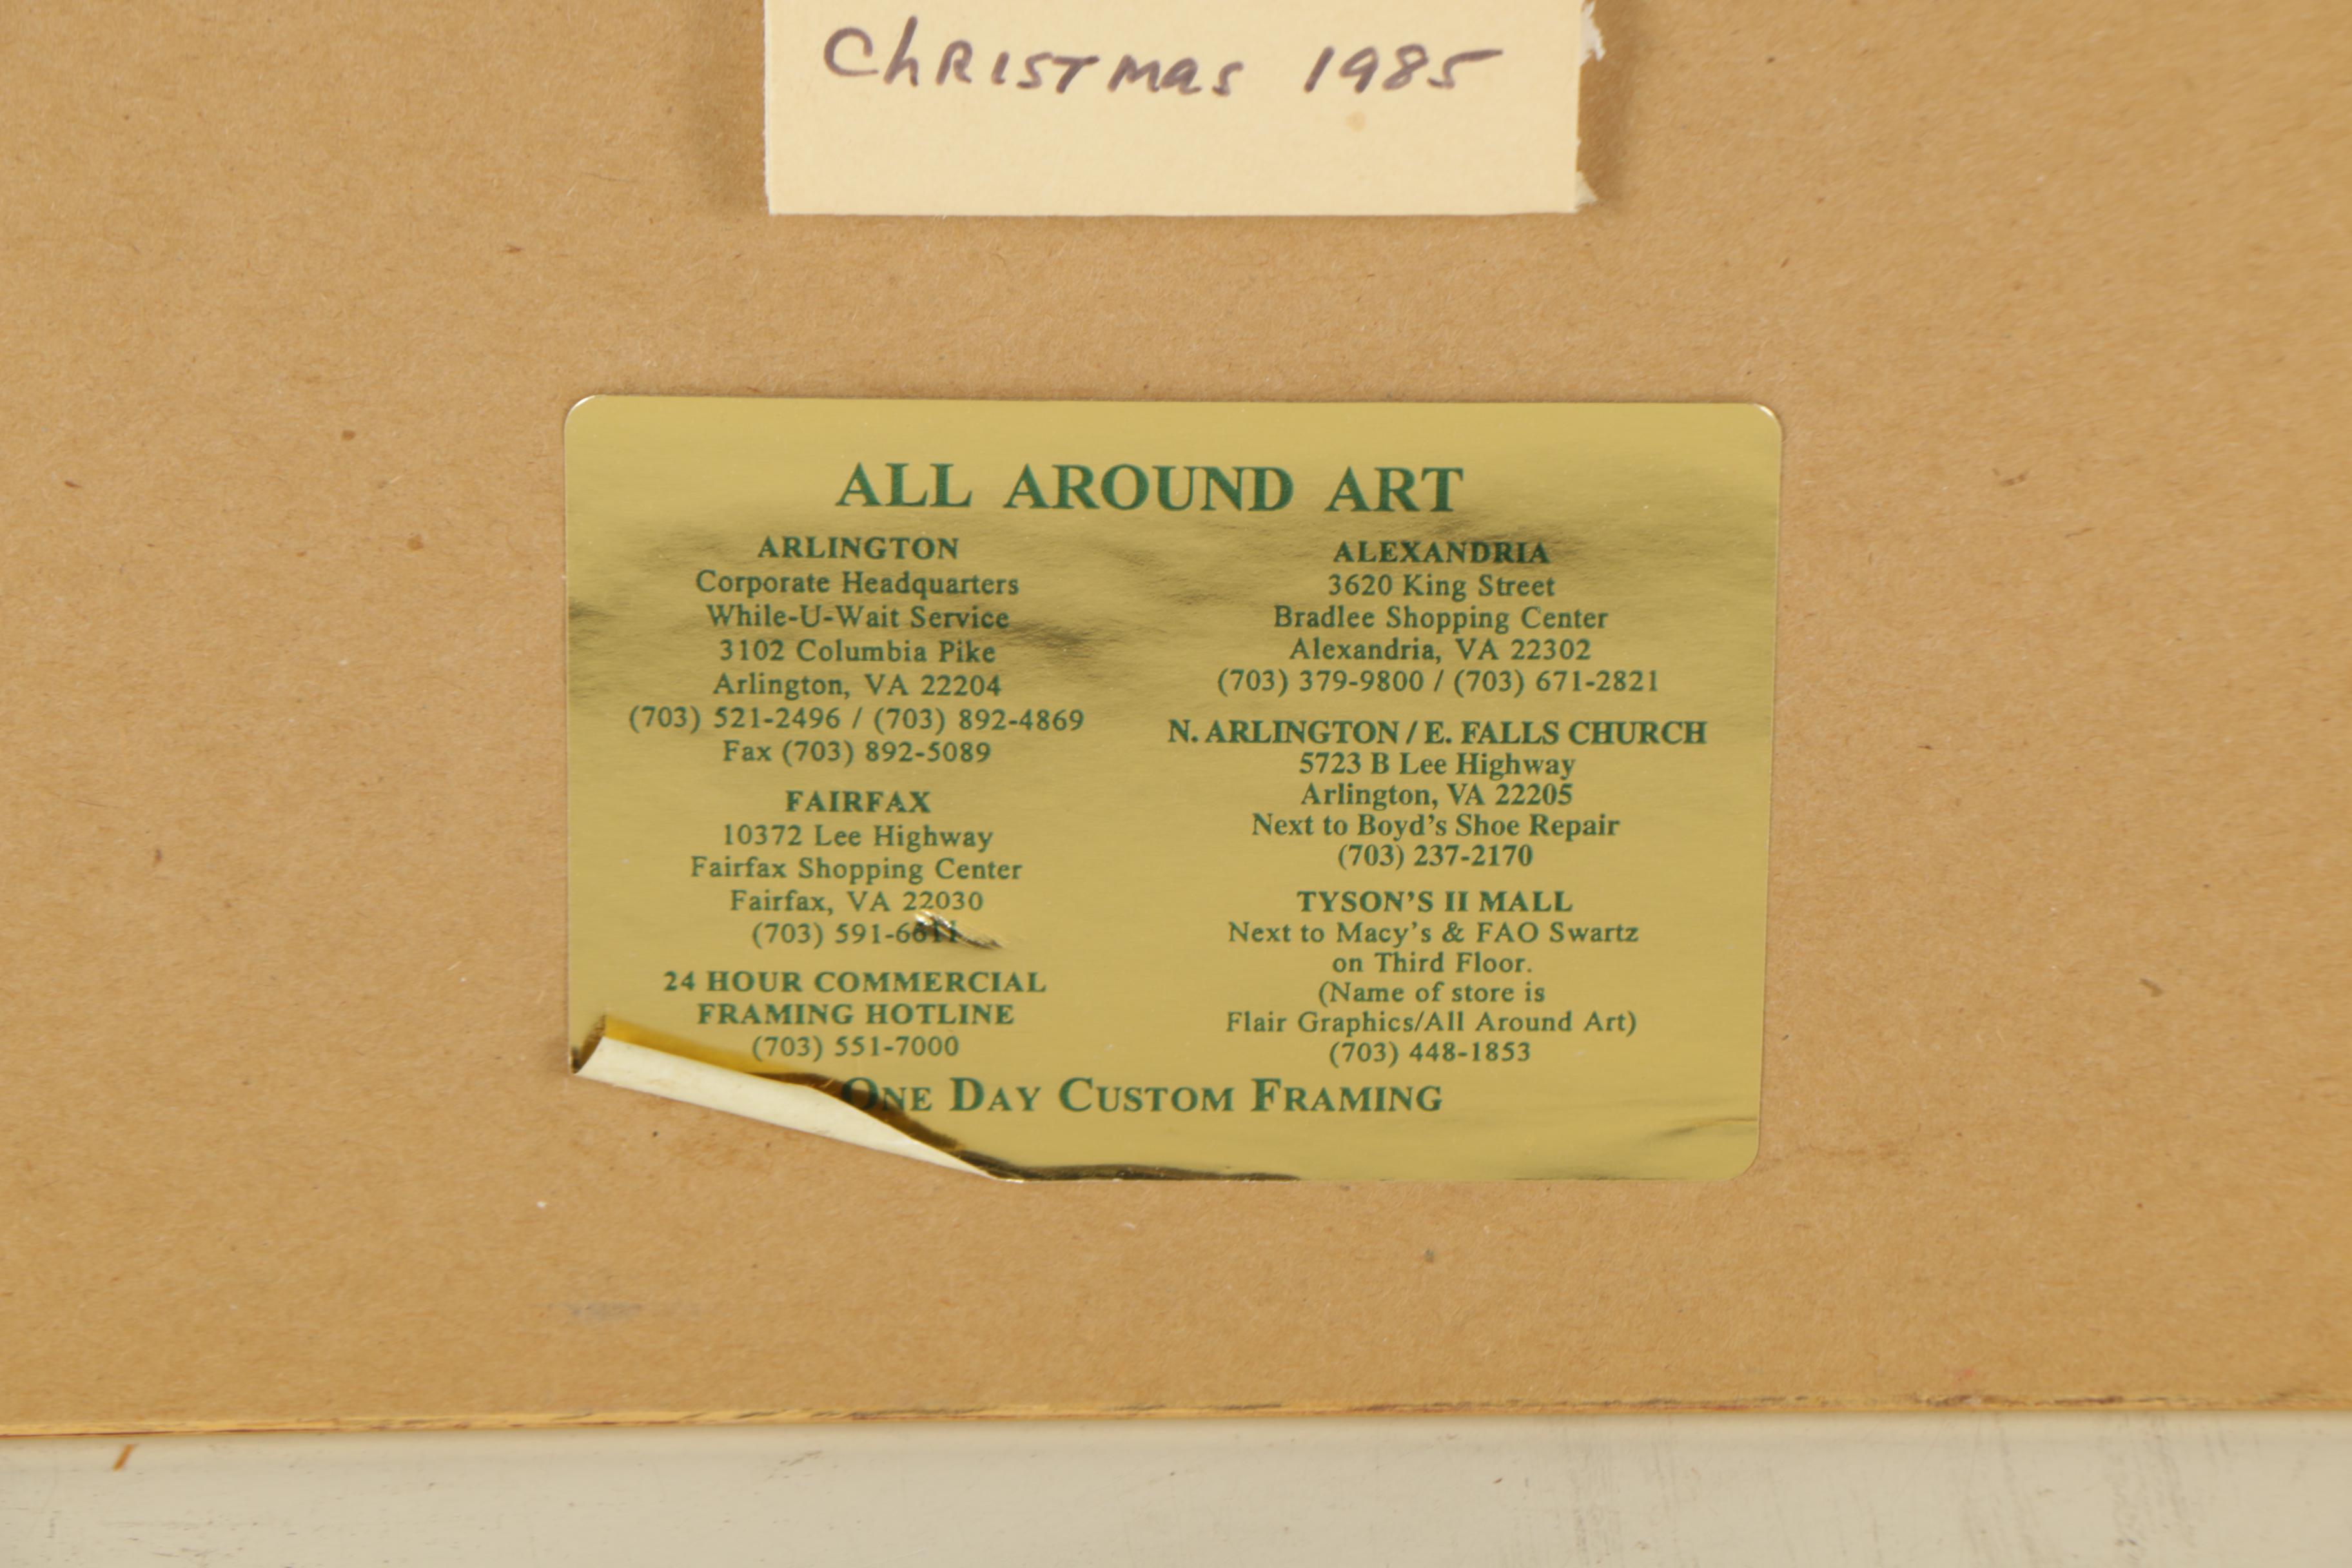 Christmas 1985
ALL AROUND ART
ARLINGTON
Corporate Headquarters
While-U-Wait Service
3102 Columbia Pike
Arlington, VA 22204
(703) 521-2496 / (703) 892-4869
Fax (703) 892-5089
FAIRFAX
10372 Lee Highway
Fairfax Shopping Center
Fairfax, VA 22030
(703) 591-6611
24 HOUR COMMERCIAL
FRAMING HOTLINE
(703) 551-7000
ALEXANDRIA
3620 King Street
Bradlee Shopping Center
Alexandria, VA 22302
(703) 379-9800 / (703) 671-2821
N. ARLINGTON / E. FALLS CHURCH
5723 B Lee Highway
Arlington, VA 22205
Next to Boyd's Shoe Repair
(703) 237-2170
TYSON'S II MALL
Next to Macy's & FAO Swartz
on Third Floor.
(Name of store is
Flair Graphics/All Around Art)
(703) 448-1853
ONE DAY CUSTOM FRAMING